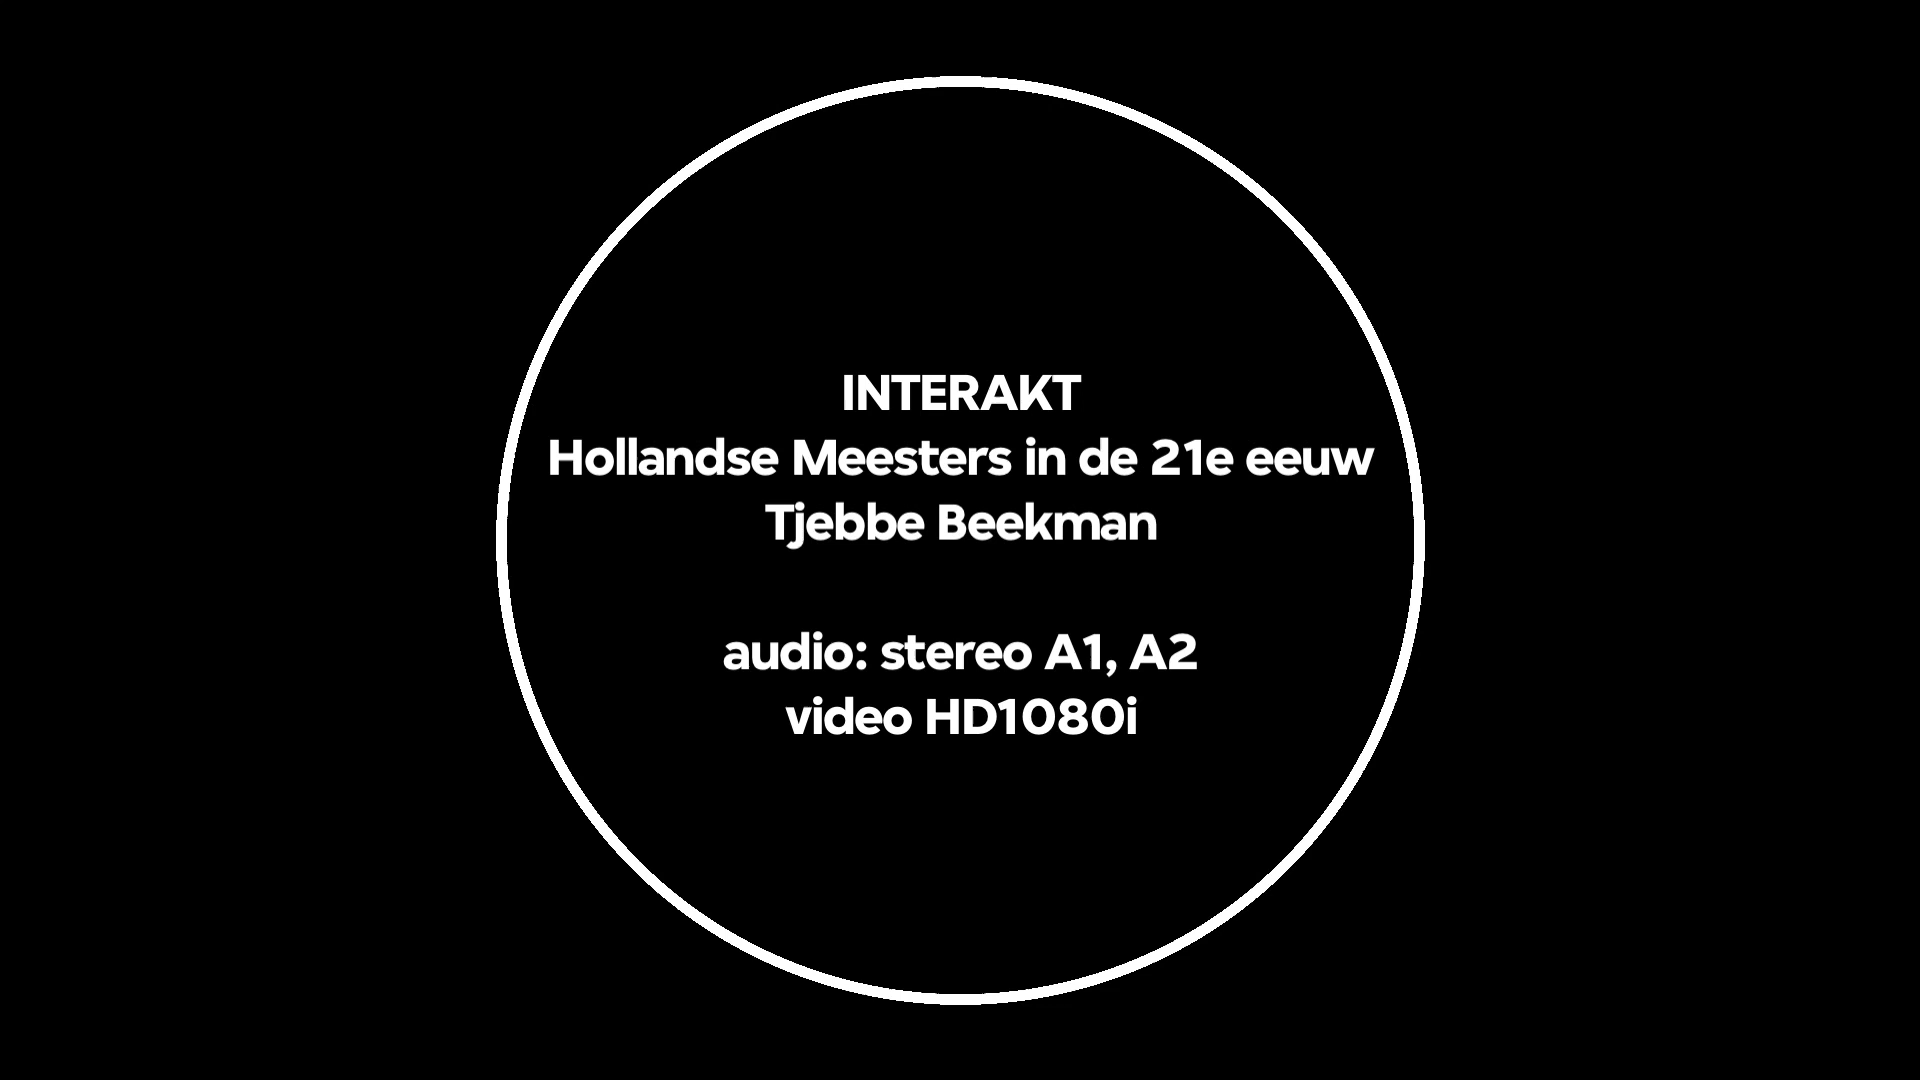 INTERAKT
Hollandse Meesters in de 21e eeuw
Tjebbe Beekman
audio: stereo A1, A2
video HD1080i